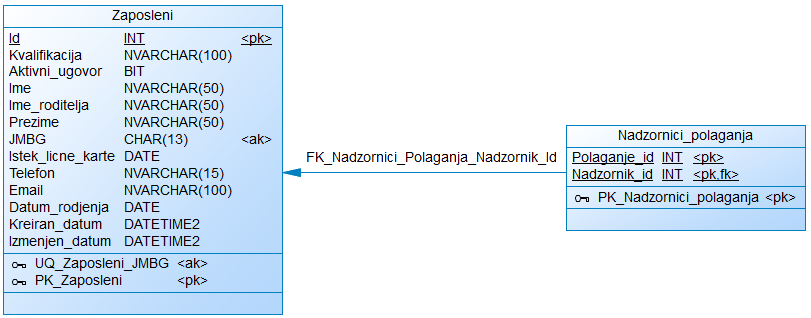 Zaposleni
Id INT <pk>
Kvalifikacija NVARCHAR(100)
Aktivni_ugovor BIT
Ime NVARCHAR(50)
Ime_roditelja NVARCHAR(50)
Prezime NVARCHAR(50)
JMBG CHAR(13) <ak>
Istek_licne_karte DATE
Telefon NVARCHAR(15)
Email NVARCHAR(100)
Datum_rodjenja DATE
Kreiran_datum DATETIME2
Izmenjen_datum DATETIME2
UQ_Zaposleni_JMBG <ak>
PK_Zaposleni <pk>
FK_Nadzornici_Polaganja_Nadzornik_Id
Nadzornici_polaganja
Polaganje_id INT <pk>
Nadzornik_id INT <pk,fk>
PK_Nadzornici_polaganja <pk>